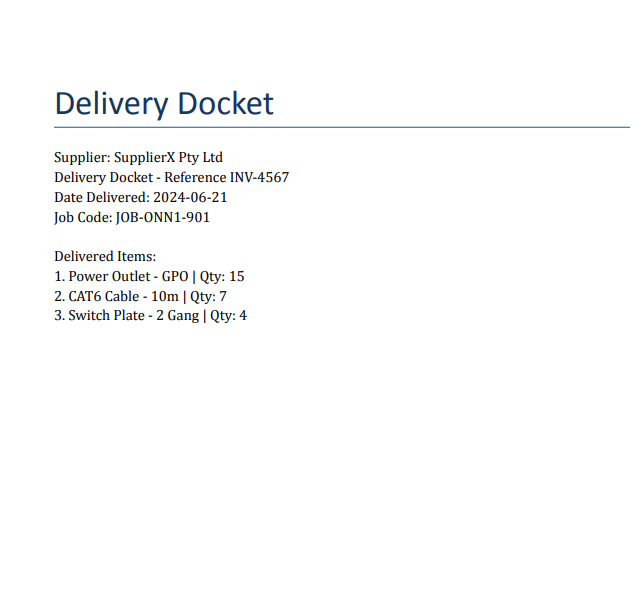 Delivery Docket
Supplier: SupplierX Pty Ltd
Delivery Docket - Reference INV-4567
Date Delivered: 2024-06-21
Job Code: JOB-ONN1-901
Delivered Items:
1. Power Outlet - GPO | Qty: 15
2. CAT6 Cable - 10m | Qty: 7
3. Switch Plate - 2 Gang | Qty: 4